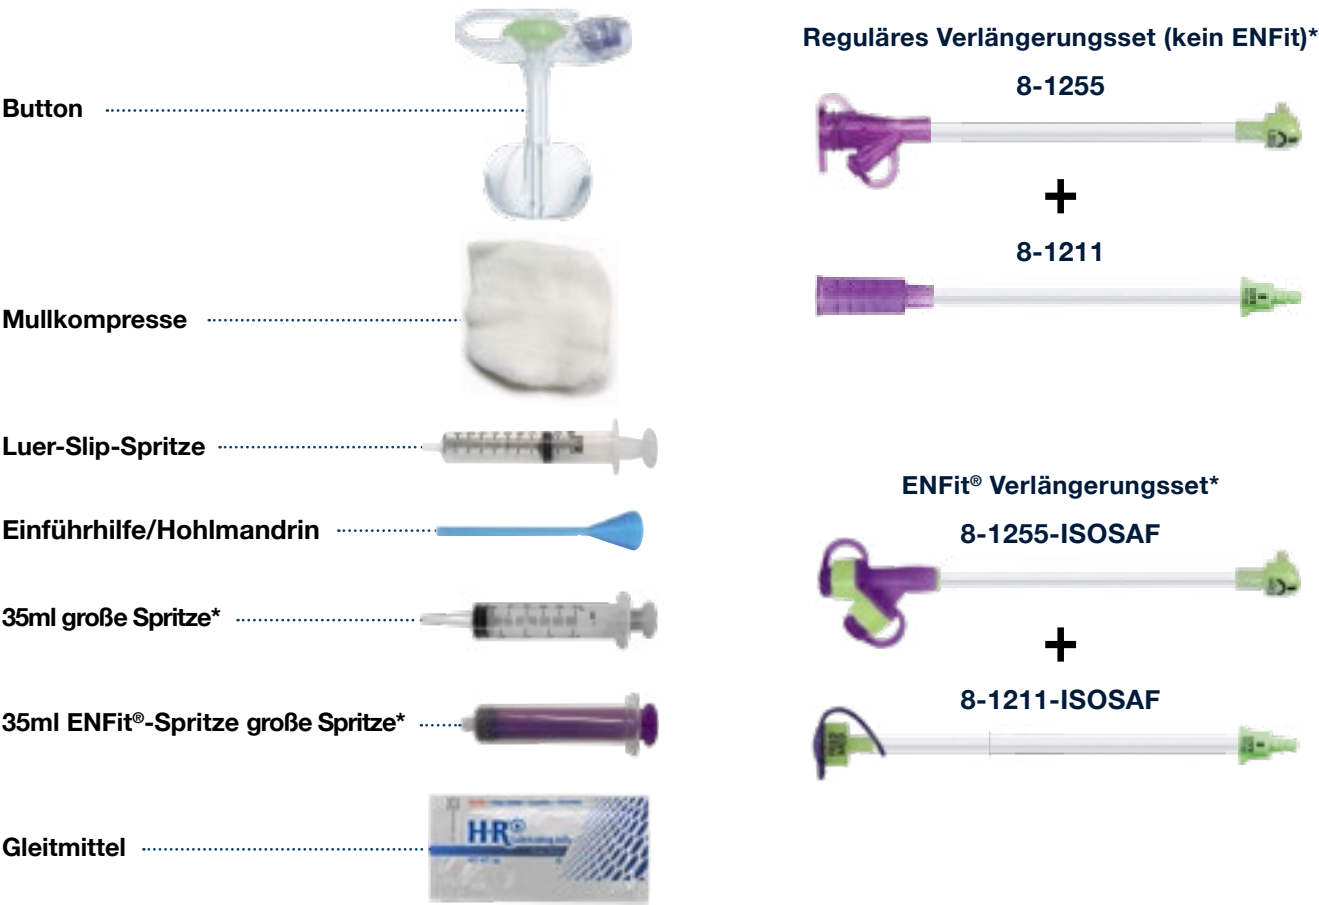 Button
Mullkompresse
Luer-Slip-Spritze
Einführhilfe/Hohlmandrin
35ml große Spritze*
35ml ENFit®-Spritze große Spritze*
Gleitmittel
H·R®
Reguläres Verlängerungsset (kein ENFit)*
8-1255
+
8-1211
ENFit® Verlängerungsset*
8-1255-ISOSAF
+
8-1211-ISOSAF